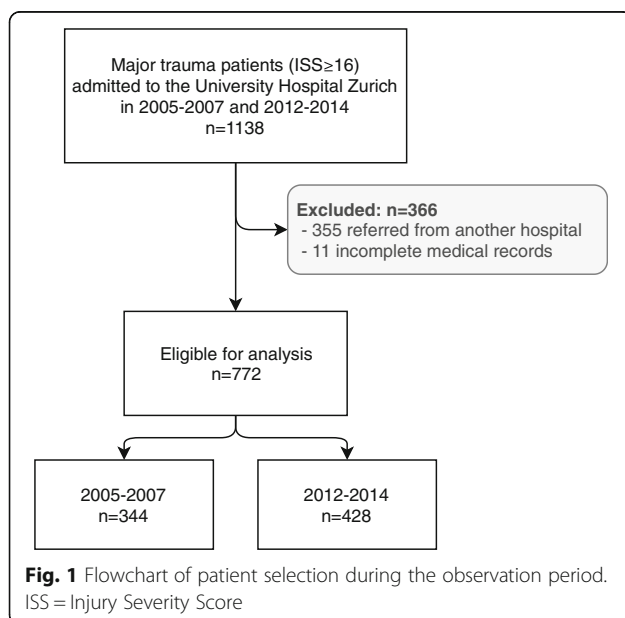 Major trauma patients (ISS≥16)
admitted to the University Hospital Zurich
in 2005-2007 and 2012-2014
n=1138
Excluded: n=366
- 355 referred from another hospital
- 11 incomplete medical records
Eligible for analysis
n=772
2005-2007
n=344
2012-2014
n=428
Fig. 1 Flowchart of patient selection during the observation period.
ISS = Injury Severity Score